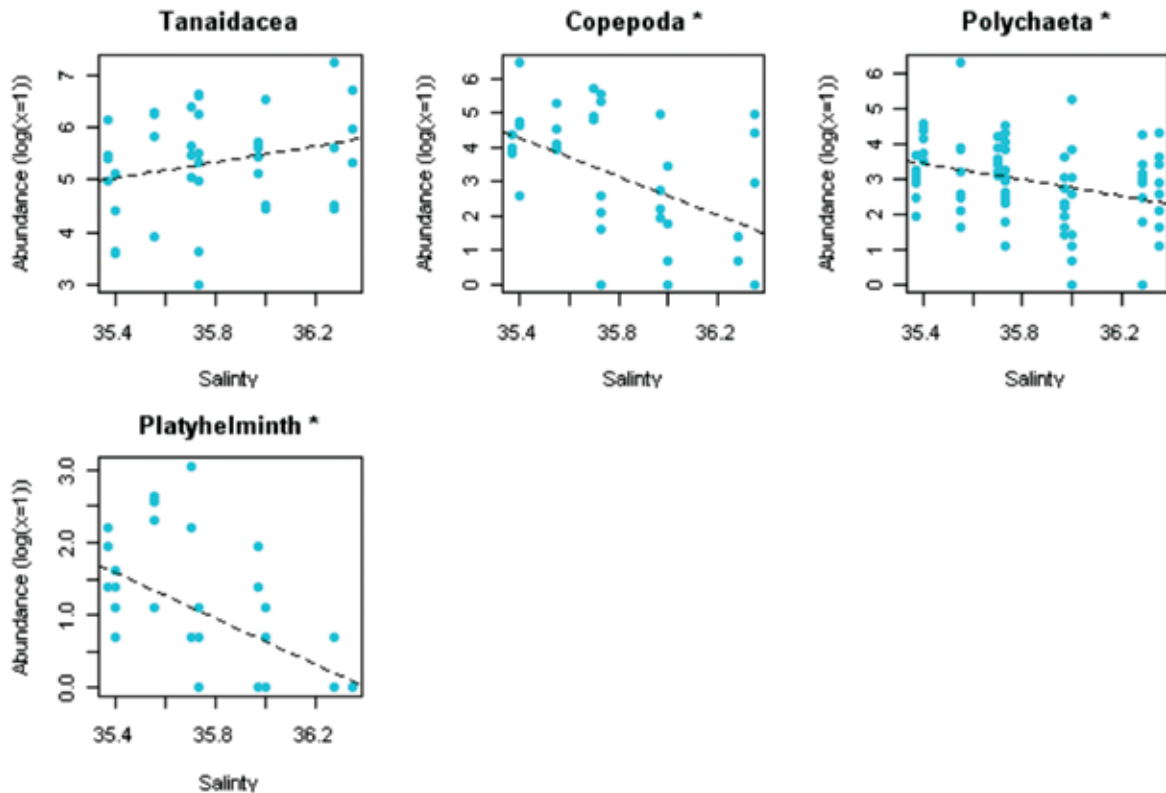 Tanaidacea
Abundance (log(x=1))
7
6
5
4
3
35.4 35.8 36.2
Salinty
Copepoda *
Abundance (log(x=1))
6
5
4
3
2
1
0
35.4 35.8 36.2
Salinty
Polychaeta *
Abundance (log(x=1))
6
5
4
3
2
1
0
35.4 35.8 36.2
Salinty
Platyhelminth *
Abundance (log(x=1))
3.0
2.0
1.0
0.0
35.4 35.8 36.2
Salinty